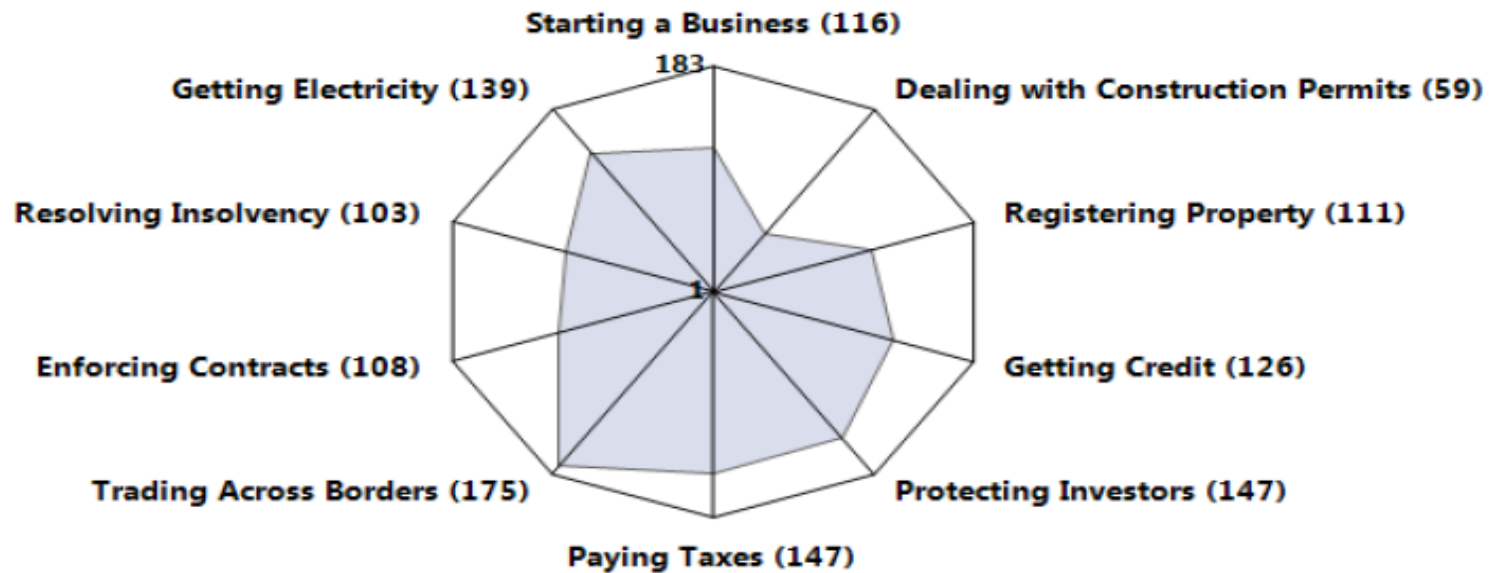 Starting a Business (116)
183
Getting Electricity (139)
Dealing with Construction Permits (59)
Resolving Insolvency (103)
Registering Property (111)
1
Enforcing Contracts (108)
Getting Credit (126)
Trading Across Borders (175)
Protecting Investors (147)
Paying Taxes (147)